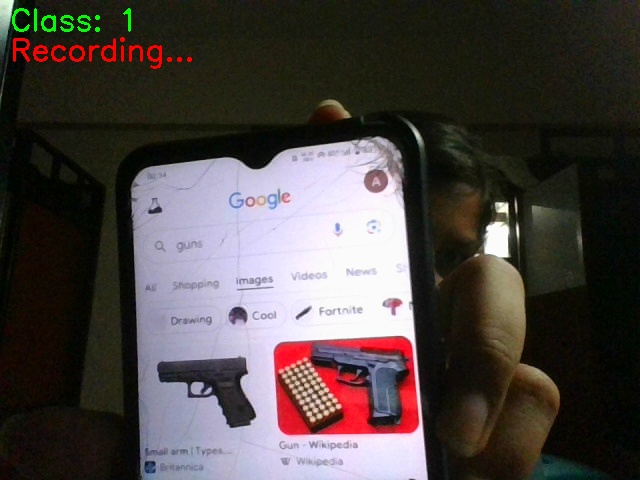 Class: 1
Recording...
Google
A
guns
All Shopping Images Videos News
Drawing Cool Fortnite
Small arm | Types...
Britannica
Gun - Wikipedia
W Wikipedia